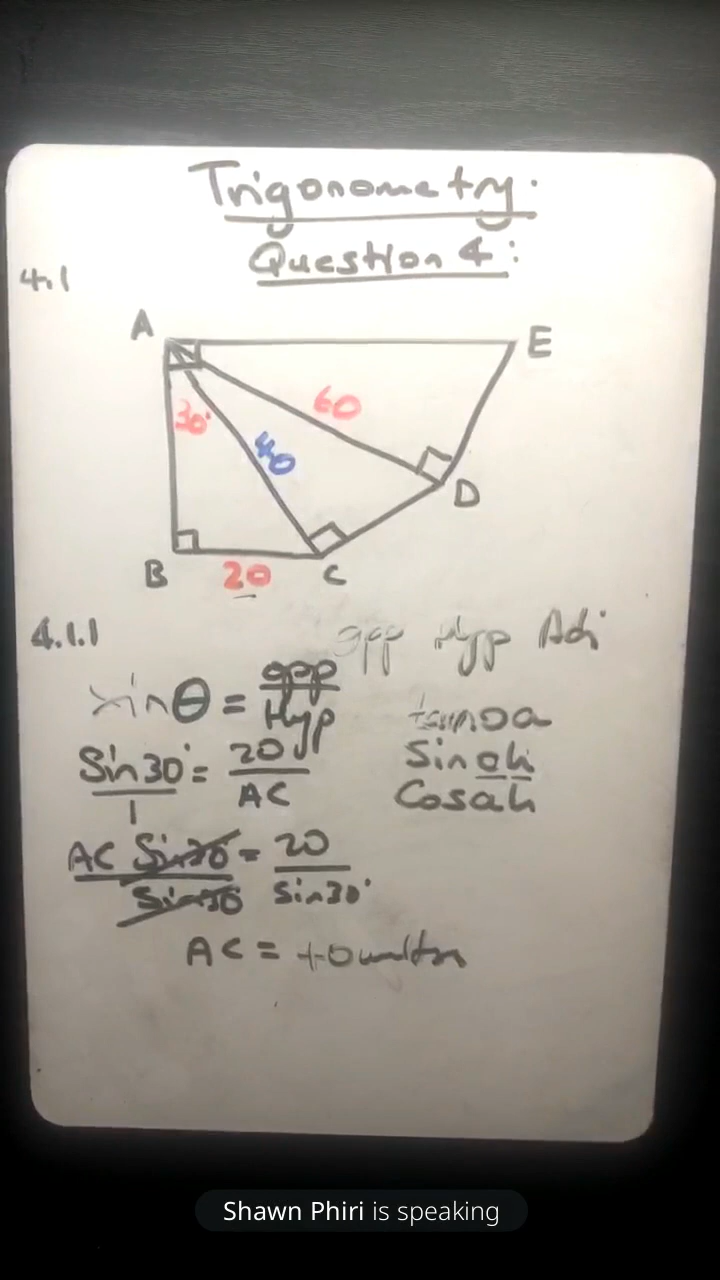 Trigonometry.
Question 4:
4.1
A
E
30°
60
40
D
B
20
C
4.1.1
opp Hyp Adj
sinθ = opp
Hyp
tanoa
Sin30° = 20
1 AC
Sinoh
Cosah
AC Sin30 = 20
Sin30 Sin30°
AC = 40 units
Shawn Phiri is speaking